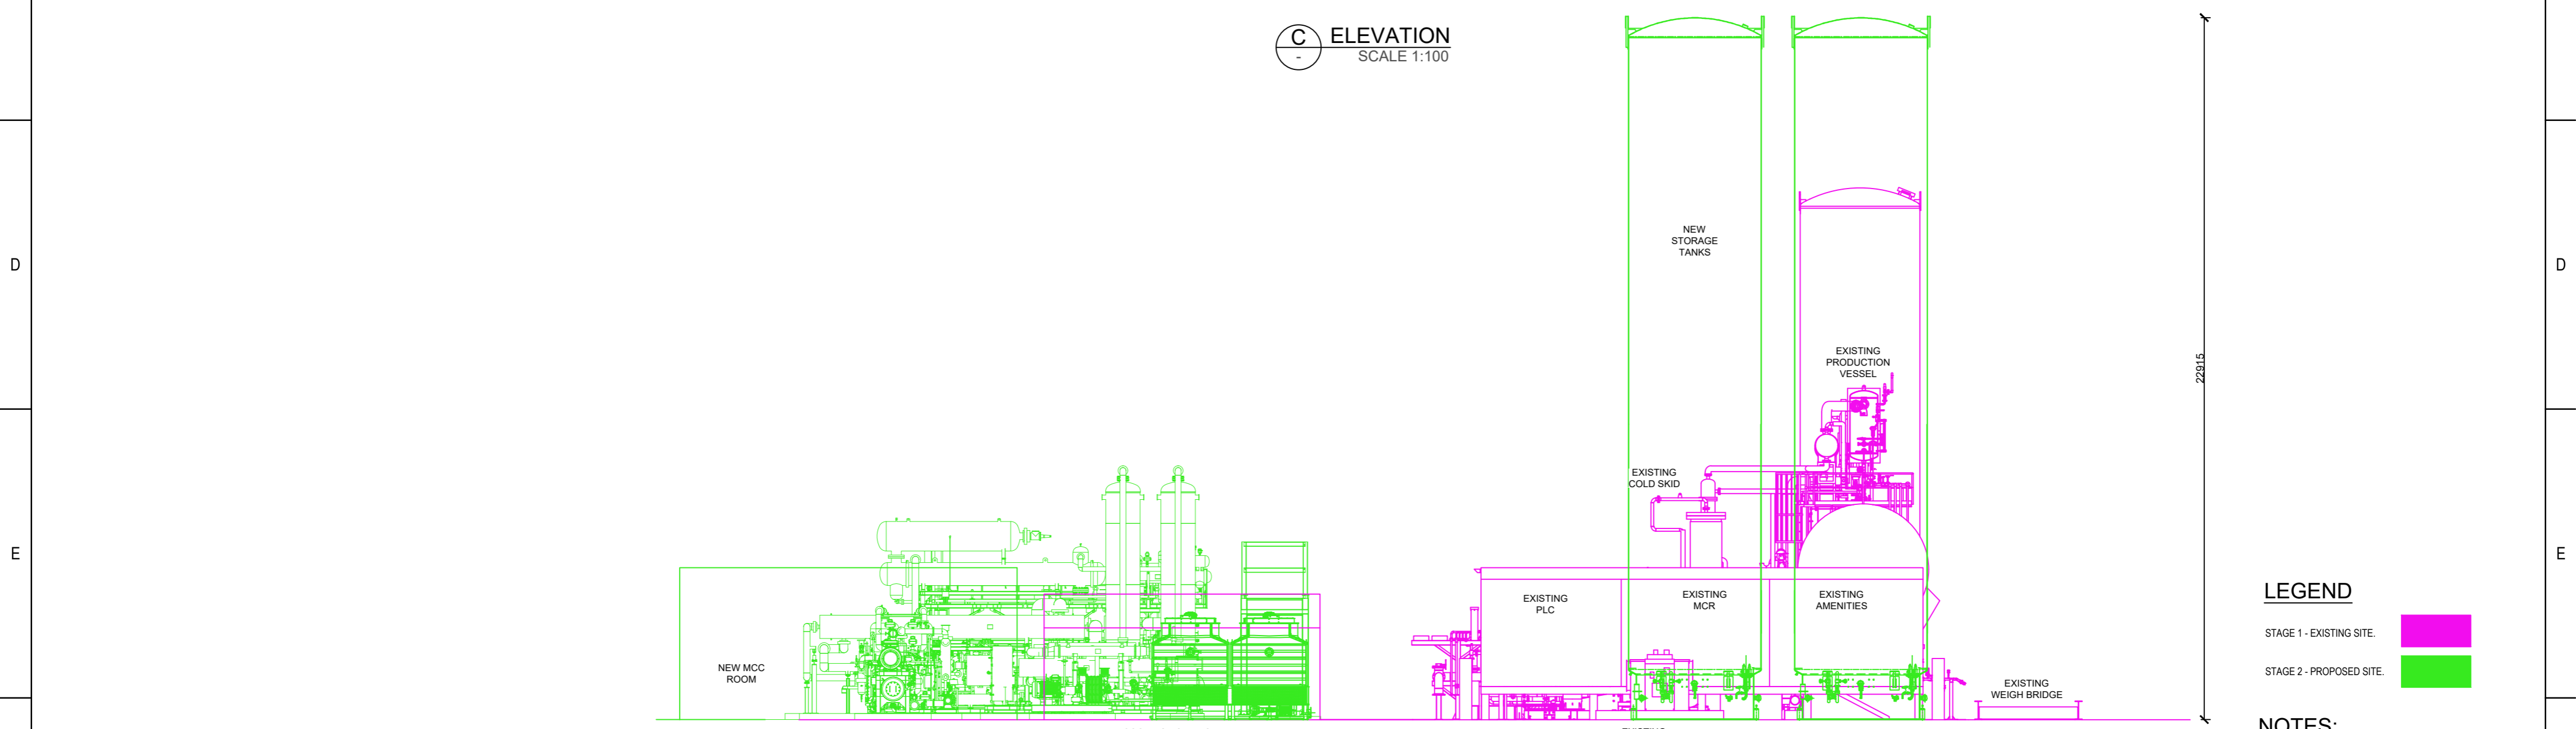 C
-
ELEVATION
SCALE 1:100
D
D
NEW
STORAGE
TANKS
EXISTING
PRODUCTION
VESSEL
22915
EXISTING
COLD SKID
E
E
EXISTING
PLC
EXISTING
MCR
EXISTING
AMENITIES
NEW MCC
ROOM
EXISTING
WEIGH BRIDGE
LEGEND
STAGE 1 - EXISTING SITE.
STAGE 2 - PROPOSED SITE.
NOTES: